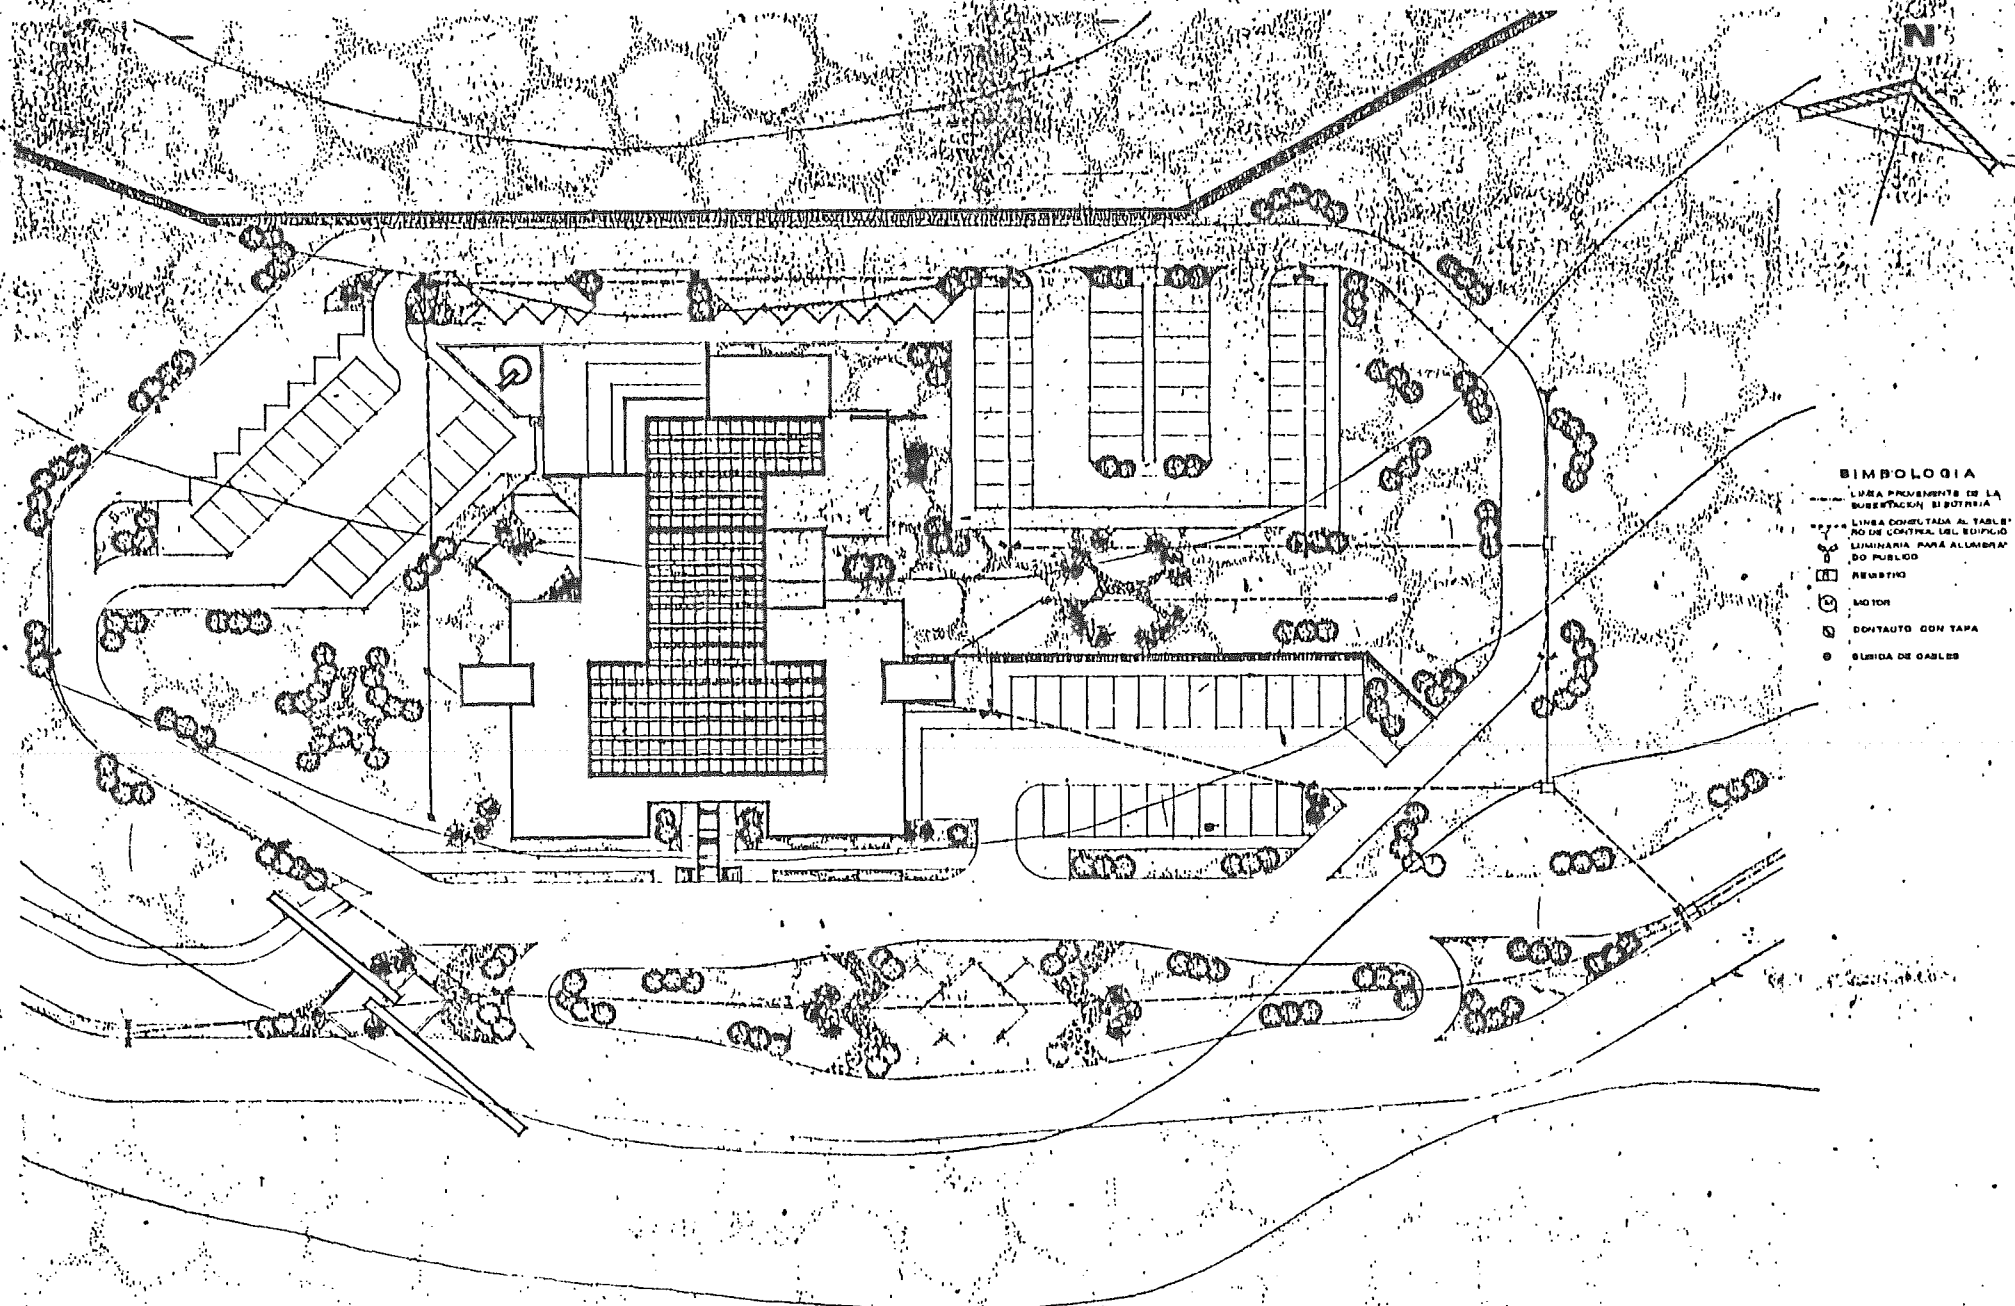 N
SIMBOLOGIA
LINEA PROVENIENTE DE LA
SUBESTACION ELECTRICA
LINEA CONECTADA AL TABLE-
RO DE CONTROL DEL EDIFICIO
LUMINARIA PARA ALUMBRA-
DO PUBLICO
R REGISTRO
M MOTOR
CONTACTO CON TAPA
SUBIDA DE CABLES